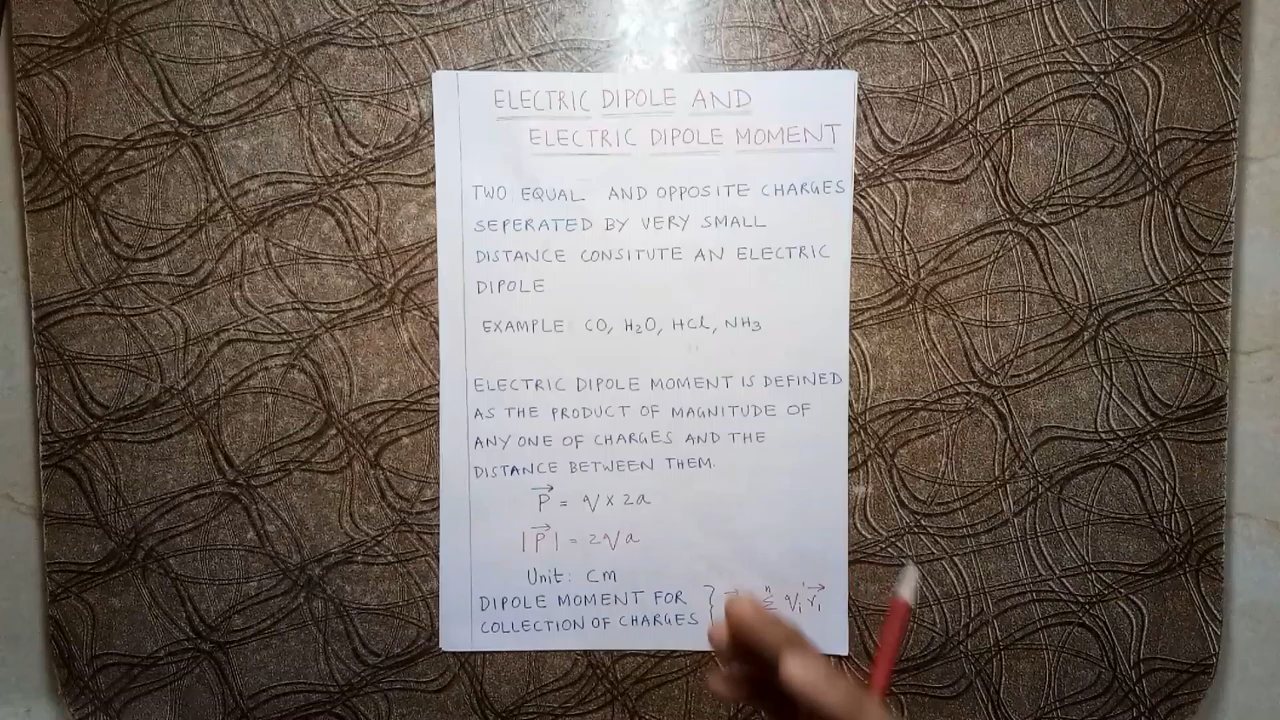 ELECTRIC DIPOLE AND
ELECTRIC DIPOLE MOMENT
TWO EQUAL AND OPPOSITE CHARGES
SEPERATED BY VERY SMALL
DISTANCE CONSITUTE AN ELECTRIC
DIPOLE
EXAMPLE CO, H₂O, HCl, NH₃
ELECTRIC DIPOLE MOMENT IS DEFINED
AS THE PRODUCT OF MAGNITUDE OF
ANY ONE OF CHARGES AND THE
DISTANCE BETWEEN THEM.
P⃗ = q × 2a
|P⃗| = 2qa
Unit: Cm
DIPOLE MOMENT FOR
COLLECTION OF CHARGES } Σⁿ qᵢ r⃗ᵢ